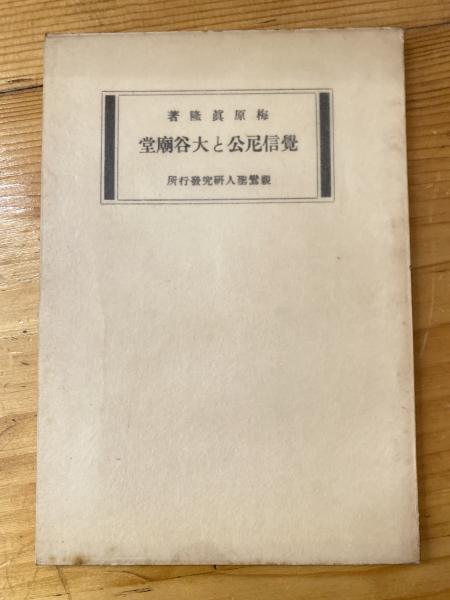 梅原眞隆著
覺信尼公と大谷廟堂
親鸞聖人硏究發行所